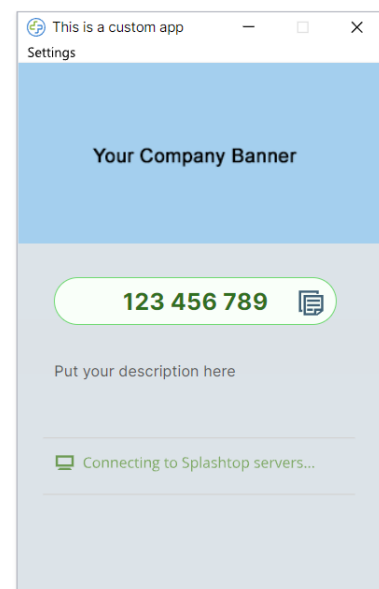 This is a custom app
Settings
Your Company Banner
123 456 789
Put your description here
Connecting to Splashtop servers...